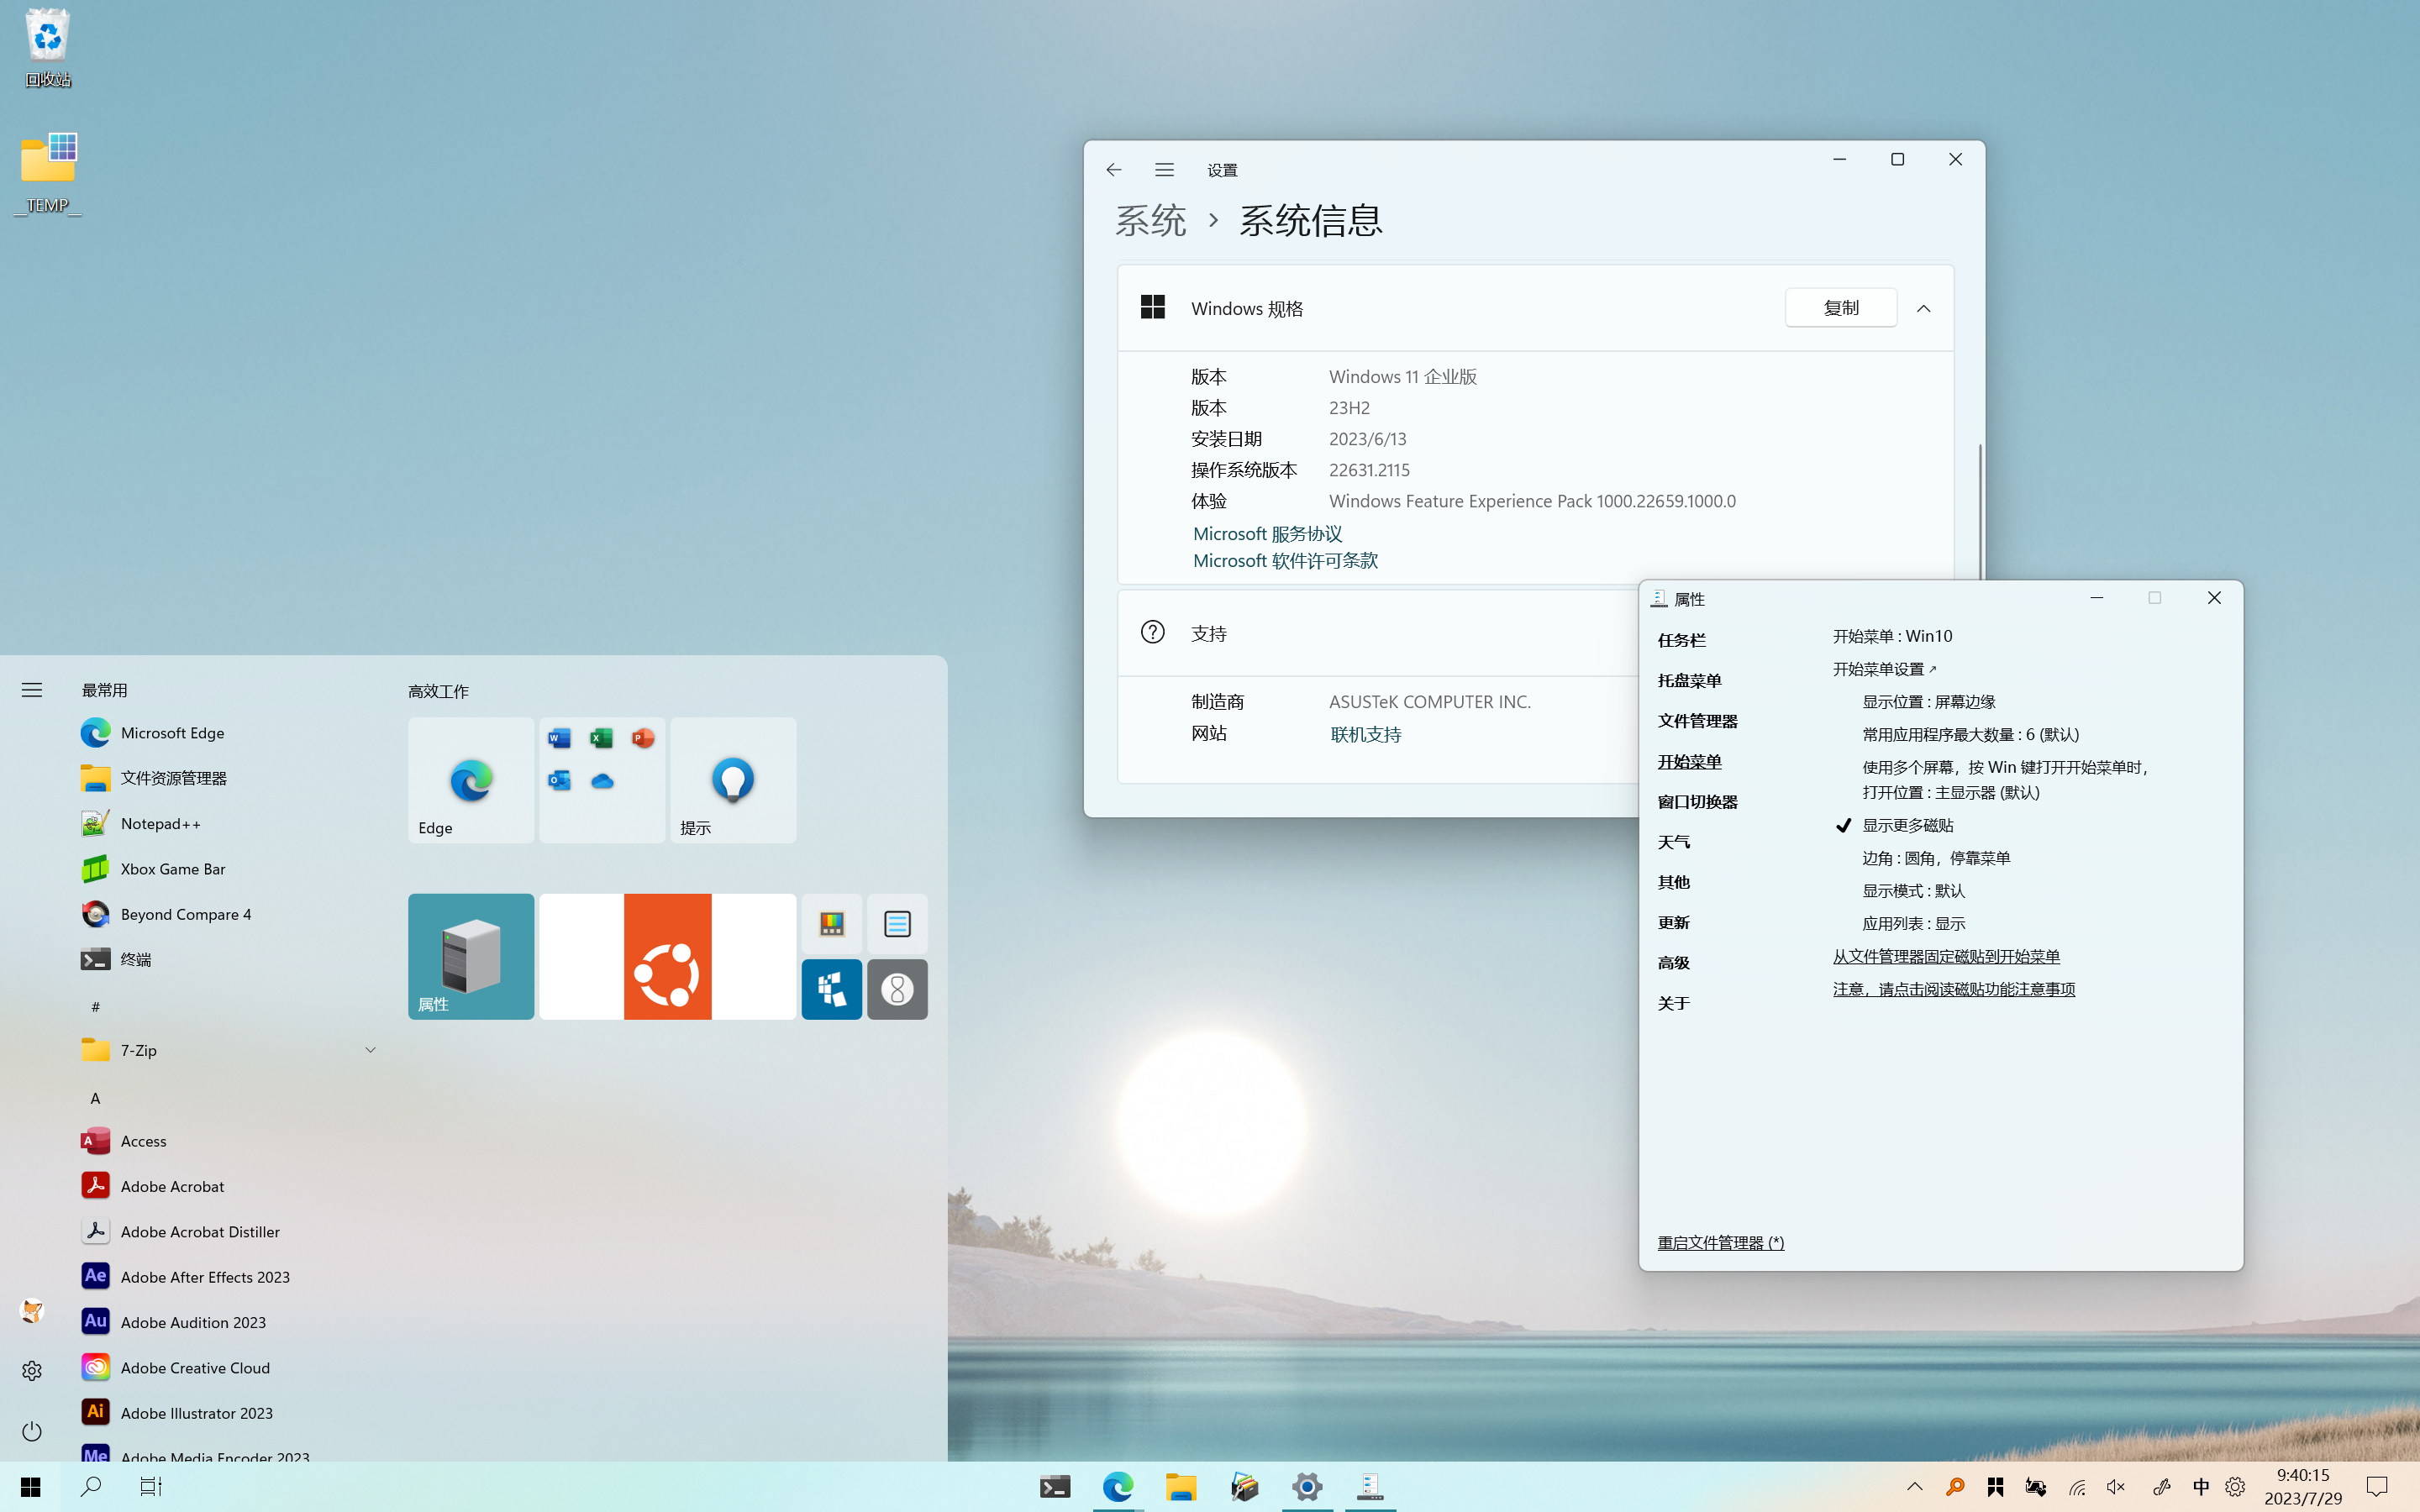 回收站
__TEMP__
设置
系统 › 系统信息
Windows 规格
复制
版本 Windows 11 企业版
版本 23H2
安装日期 2023/6/13
操作系统版本 22631.2115
体验 Windows Feature Experience Pack 1000.22659.1000.0
Microsoft 服务协议
Microsoft 软件许可条款
支持
制造商 ASUSTeK COMPUTER INC.
网站 联机支持
属性
任务栏
托盘菜单
文件管理器
开始菜单
窗口切换器
天气
其他
更新
高级
关于
重启文件管理器 (*)
开始菜单 : Win10
开始菜单设置 ↗
显示位置 : 屏幕边缘
常用应用程序最大数量 : 6 (默认)
使用多个屏幕，按 Win 键打开开始菜单时，
打开位置 : 主显示器 (默认)
显示更多磁贴
边角 : 圆角，停靠菜单
显示模式 : 默认
应用列表 : 显示
从文件管理器固定磁贴到开始菜单
注意，请点击阅读磁贴功能注意事项
最常用
Microsoft Edge
文件资源管理器
Notepad++
Xbox Game Bar
Beyond Compare 4
终端
#
7-Zip
A
Access
Adobe Acrobat
Adobe Acrobat Distiller
Adobe After Effects 2023
Adobe Audition 2023
Adobe Creative Cloud
Adobe Illustrator 2023
Adobe Media Encoder 2023
高效工作
Edge
提示
属性
中
9:40:15
2023/7/29